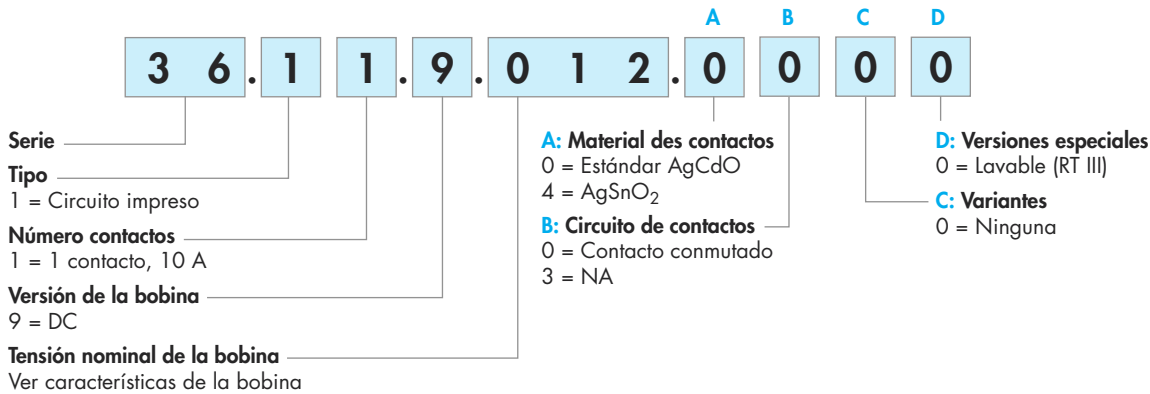 A B C D
3 6.1 1.9.0 1 2.0 0 0 0
Serie
Tipo
1 = Circuito impreso
Número contactos
1 = 1 contacto, 10 A
Versión de la bobina
9 = DC
Tensión nominal de la bobina
Ver características de la bobina
A: Material des contactos
0 = Estándar AgCdO
4 = AgSnO₂
B: Circuito de contactos
0 = Contacto conmutado
3 = NA
D: Versiones especiales
0 = Lavable (RT III)
C: Variantes
0 = Ninguna